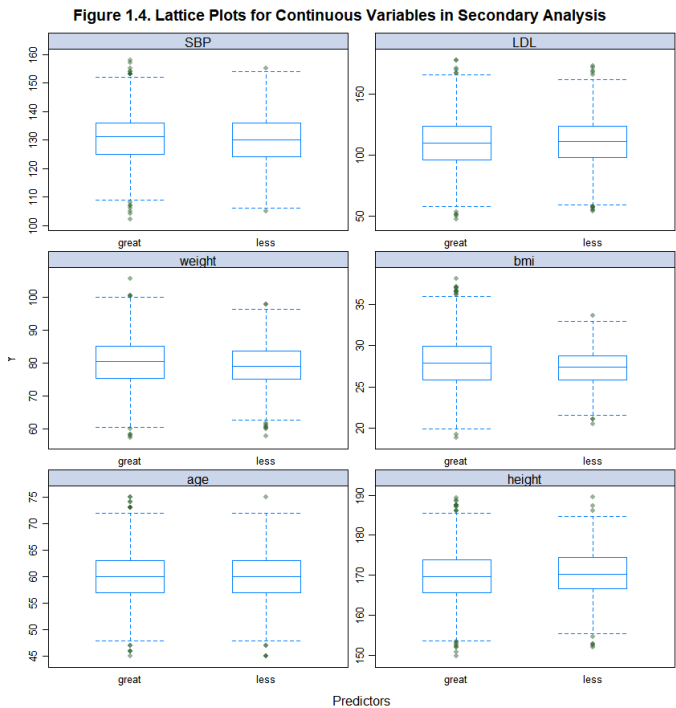 Figure 1.4. Lattice Plots for Continuous Variables in Secondary Analysis
SBP
160
150
140
130
120
110
100
great
less
LDL
150
100
50
great
less
weight
100
90
80
70
60
great
less
bmi
35
30
25
20
great
less
Y
age
75
70
65
60
55
50
45
great
less
height
190
180
170
160
150
great
less
Predictors